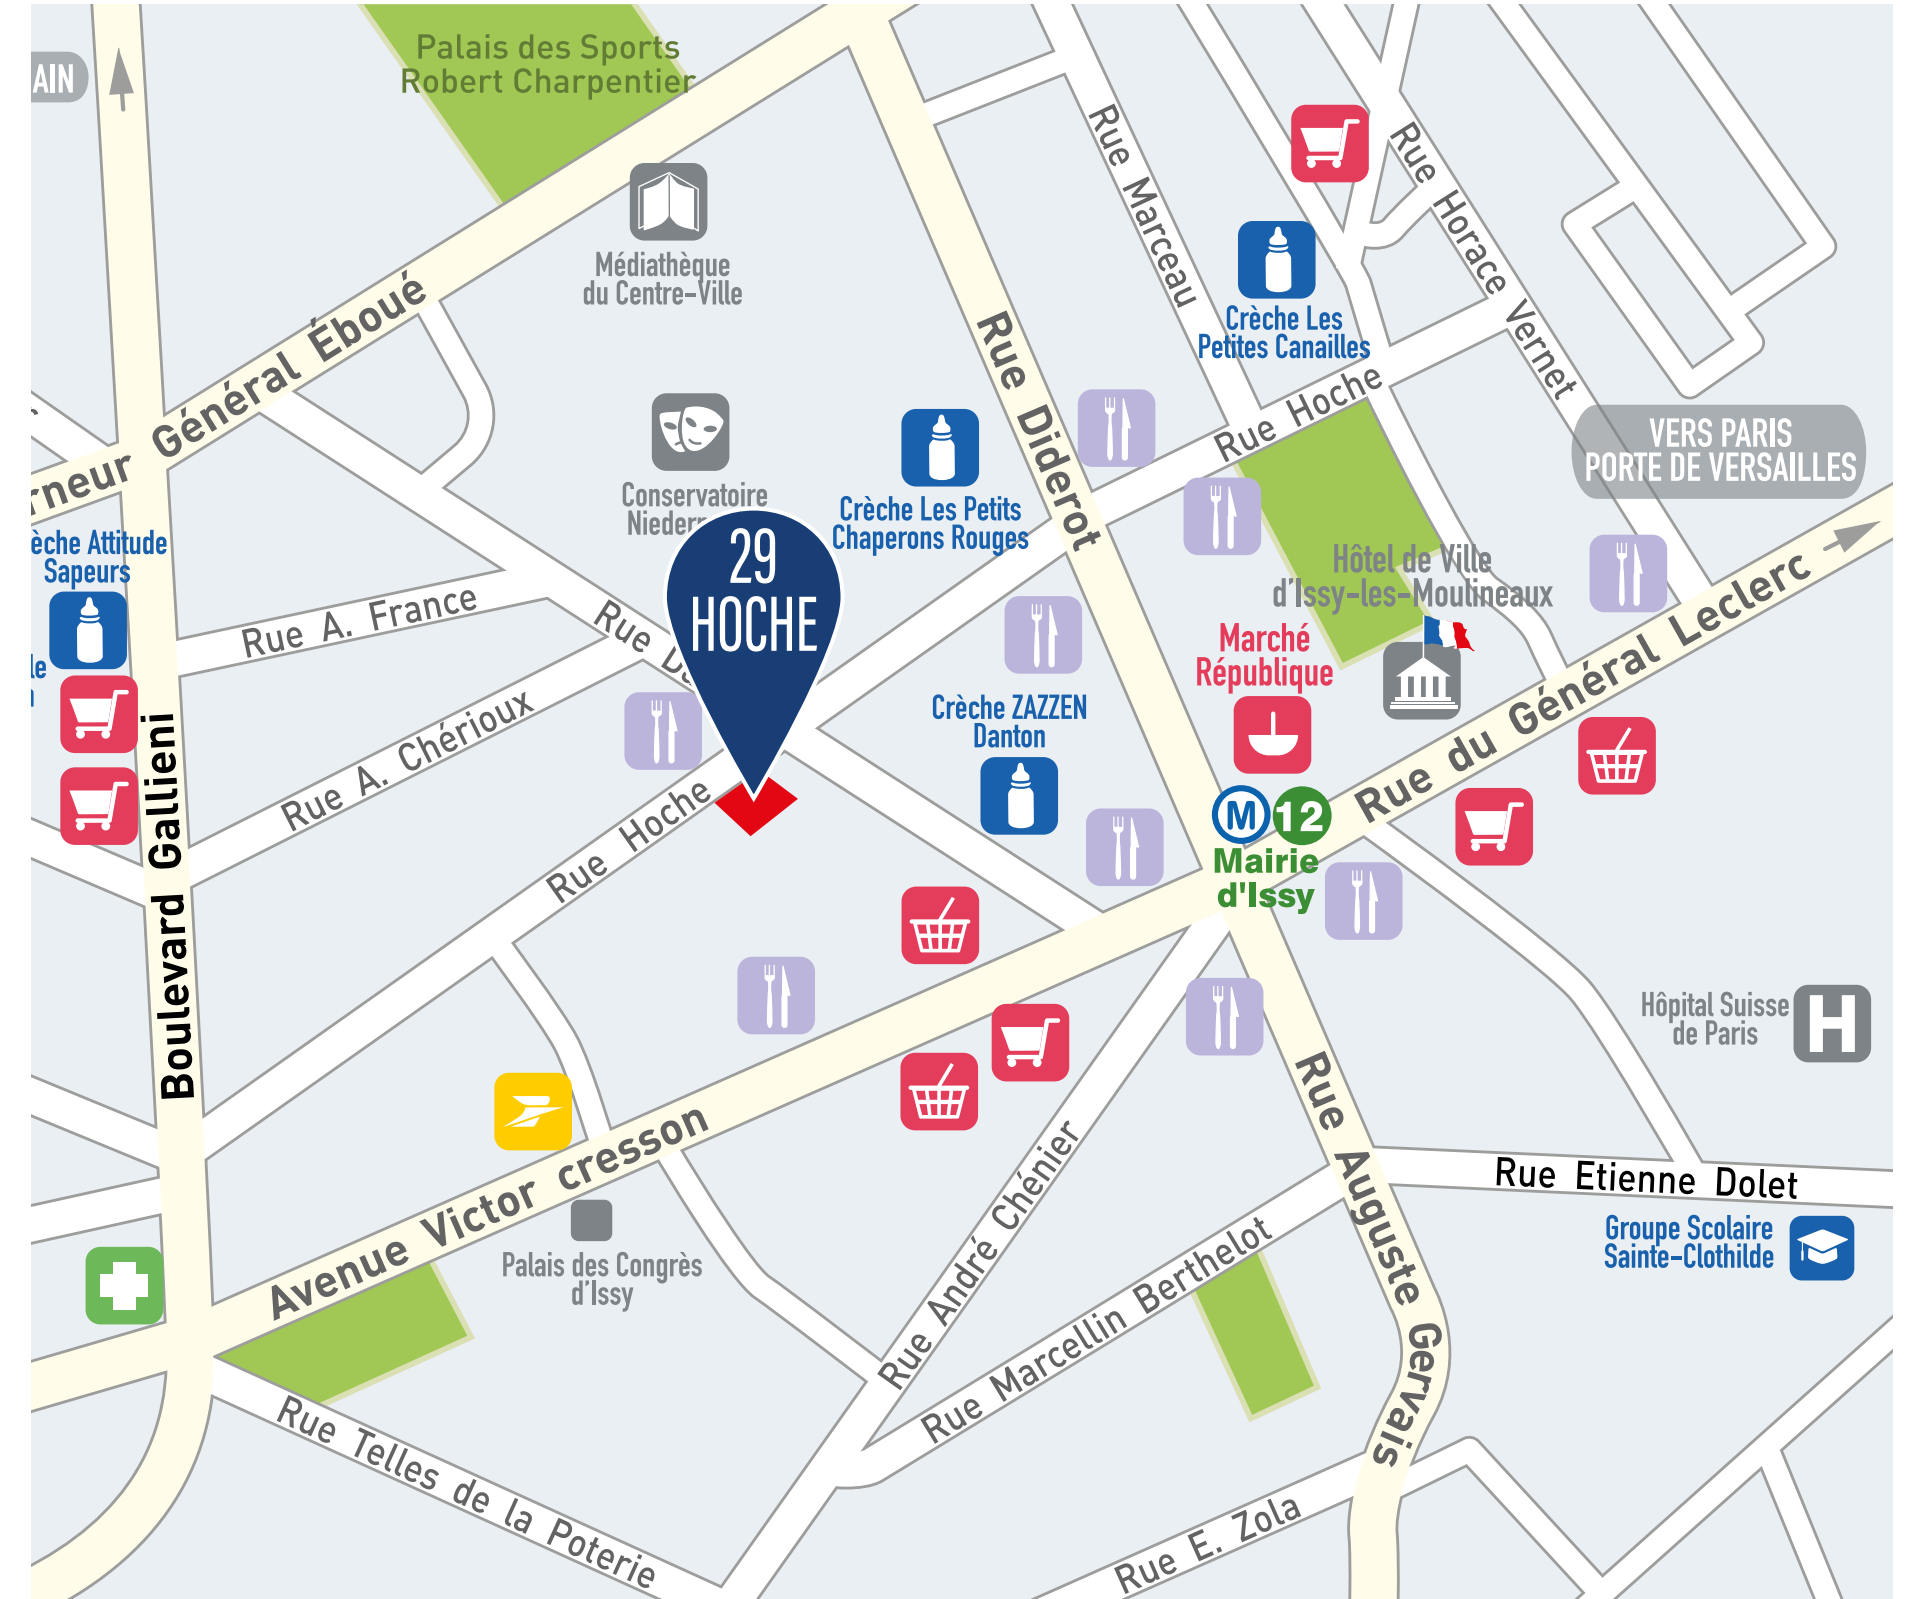 Palais des Sports
Robert Charpentier
AIN
Rue Marceau
Rue Horace Vernet
Médiathèque
du Centre-Ville
Crèche Les
Petites Canailles
rneur Général Éboué
Rue Diderot
Rue Hoche
VERS PARIS
PORTE DE VERSAILLES
Conservatoire
Crèche Les Petits
Chaperons Rouges
29
HOCHE
èche Attitude
Sapeurs
Hôtel de Ville
d'Issy-les-Moulineaux
Rue A. France
Rue
Marché
République
Rue du Général Leclerc
Rue A. Chérioux
Crèche ZAZZEN
Danton
Boulevard Gallieni
Rue Hoche
M
12
Mairie
d'Issy
Hôpital Suisse
de Paris
H
Avenue Victor cresson
Rue Auguste Gervais
Rue André Chénier
Rue Etienne Dolet
Groupe Scolaire
Sainte-Clothilde
Palais des Congrès
d'Issy
Rue Marcellin Berthelot
Rue Telles de la Poterie
Rue E. Zola